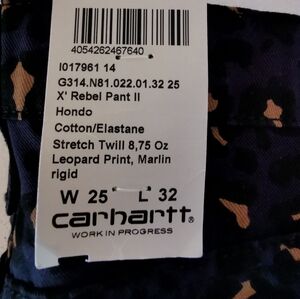 4054262467640
I017961 14
G314.N81.022.01.32 25
X' Rebel Pant II
Hondo
Cotton/Elastane
Stretch Twill 8,75 Oz
Leopard Print, Marlin
rigid
W 25 L 32
carhartt®
WORK IN PROGRESS